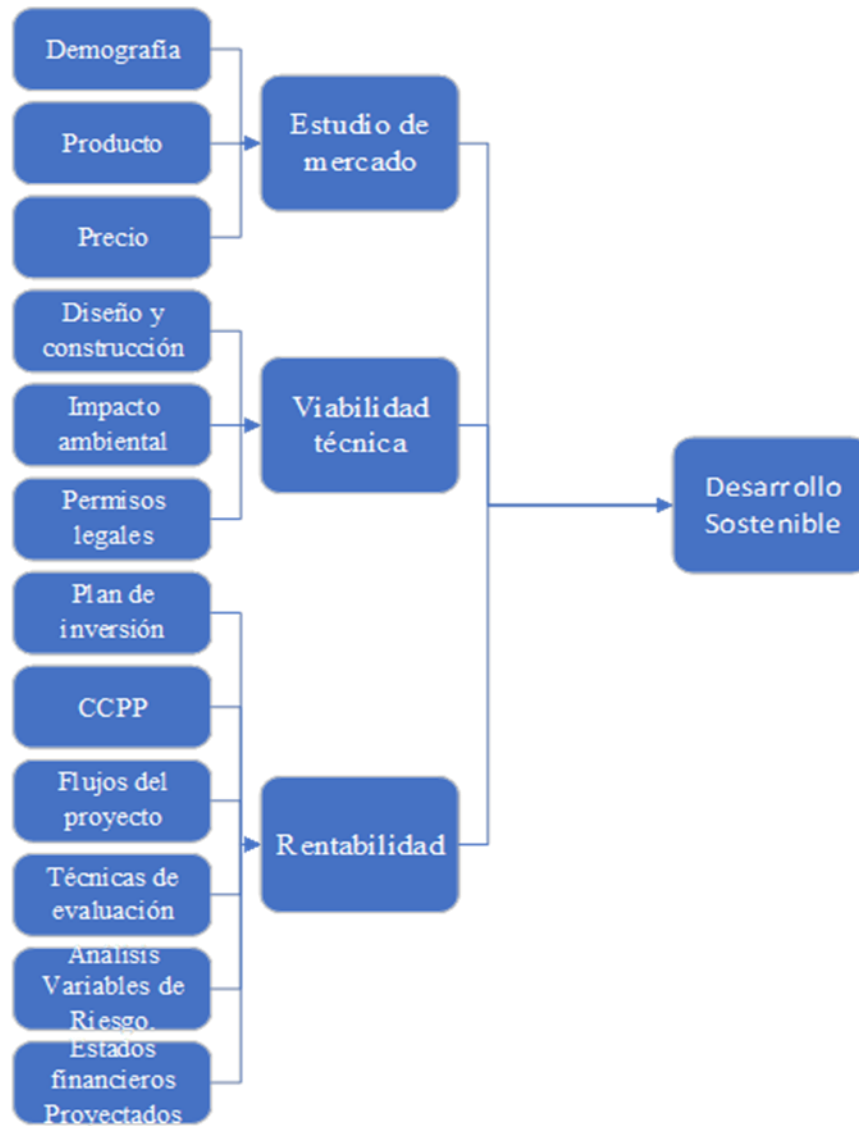 Demografía
Producto
Precio
Diseño y
construcción
Impacto
ambiental
Permisos
legales
Plan de
inversión
CCPP
Flujos del
proyecto
Técnicas de
evaluación
Analisis
Variables de
Riesgo.
Estados
financieros
Proyectados
Estudio de
mercado
Viabilidad
técnica
Rentabilidad
Desarrollo
Sostenible